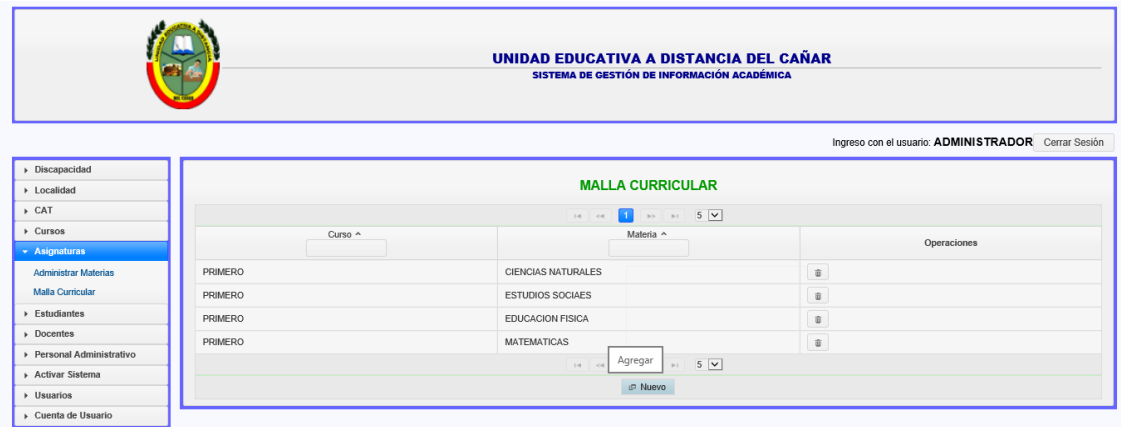 UNIDAD EDUCATIVA A DISTANCIA DEL CAÑAR
SISTEMA DE GESTIÓN DE INFORMACIÓN ACADÉMICA
Ingreso con el usuario: ADMINISTRADOR Cerrar Sesión
Discapacidad
Localidad
CAT
Cursos
Asignaturas
Administrar Materias
Malla Curricular
Estudiantes
Docentes
Personal Administrativo
Activar Sistema
Usuarios
Cuenta de Usuario
MALLA CURRICULAR
1 5
Curso Materia Operaciones
PRIMERO CIENCIAS NATURALES
PRIMERO ESTUDIOS SOCIAES
PRIMERO EDUCACION FISICA
PRIMERO MATEMATICAS
Agregar 5
Nuevo